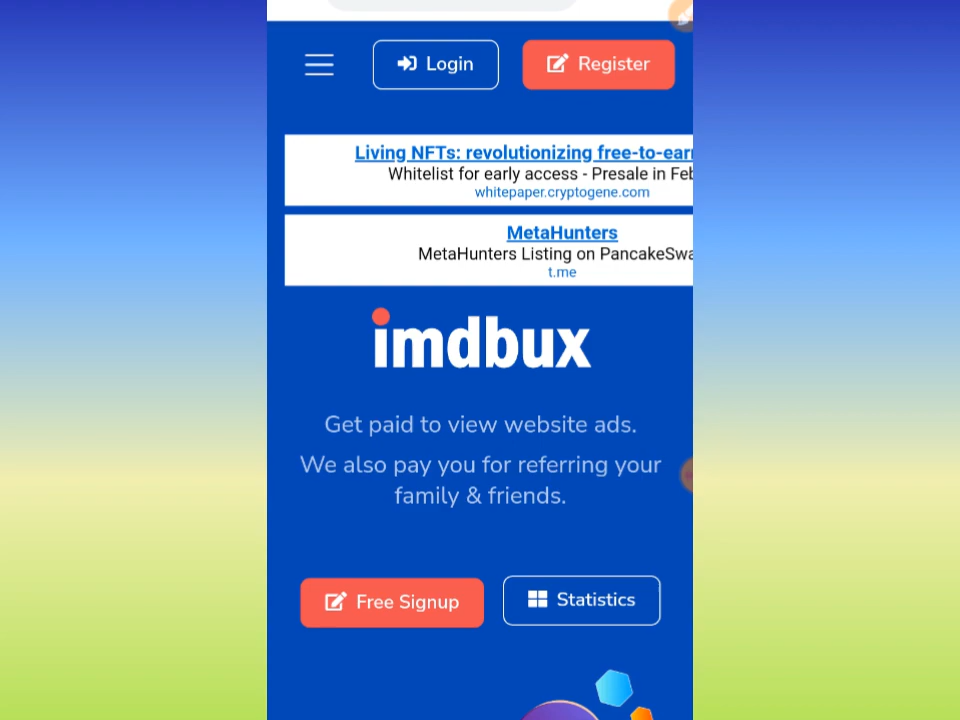 Login
Register
Living NFTs: revolutionizing free-to-earn
Whitelist for early access - Presale in Feb
whitepaper.cryptogene.com
MetaHunters
MetaHunters Listing on PancakeSwa
t.me
imdbux
Get paid to view website ads.
We also pay you for referring your
family & friends.
Free Signup
Statistics